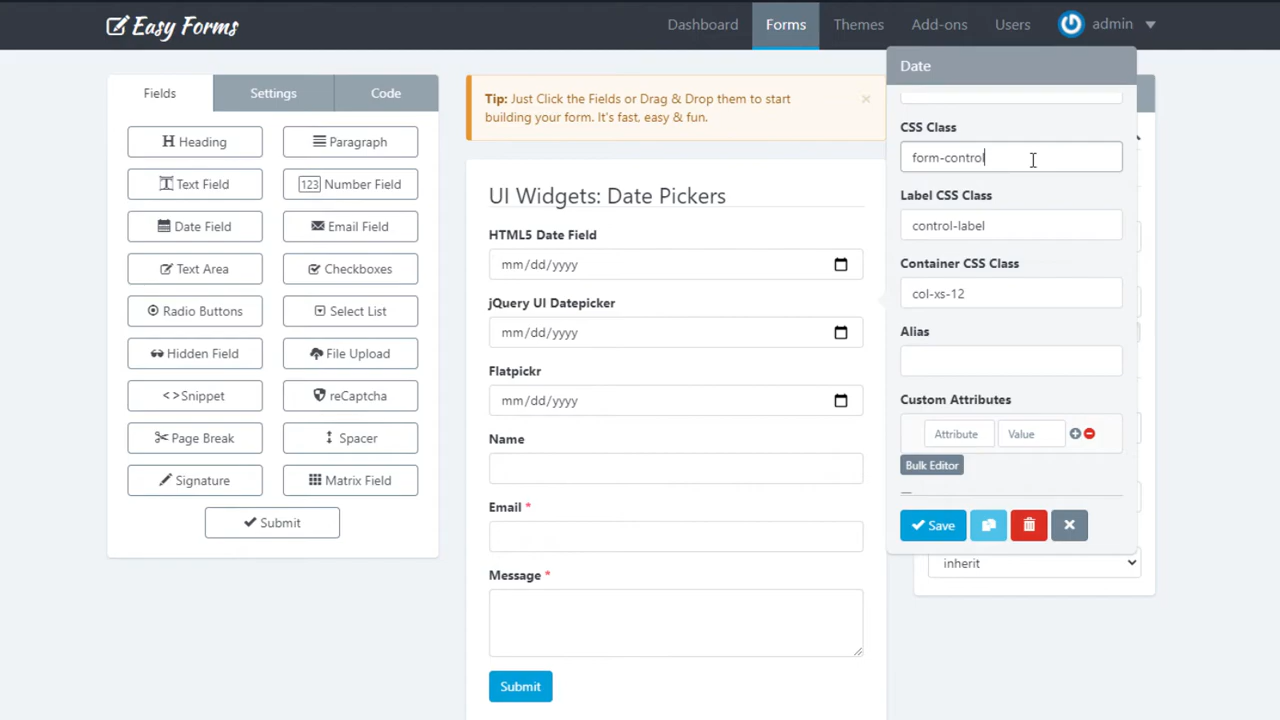 Easy Forms
Dashboard
Forms
Themes
Add-ons
Users
admin
Fields
Settings
Code
Heading
Paragraph
Text Field
123 Number Field
Date Field
Email Field
Text Area
Checkboxes
Radio Buttons
Select List
Hidden Field
File Upload
<> Snippet
reCaptcha
Page Break
Spacer
Signature
Matrix Field
Submit
Tip: Just Click the Fields or Drag & Drop them to start
building your form. It's fast, easy & fun.
×
UI Widgets: Date Pickers
HTML5 Date Field
mm/dd/yyyy
jQuery UI Datepicker
mm/dd/yyyy
Flatpickr
mm/dd/yyyy
Name
Email *
Message *
Submit
Date
CSS Class
form-control
Label CSS Class
control-label
Container CSS Class
col-xs-12
Alias
Custom Attributes
Attribute
Value
Bulk Editor
Save
inherit